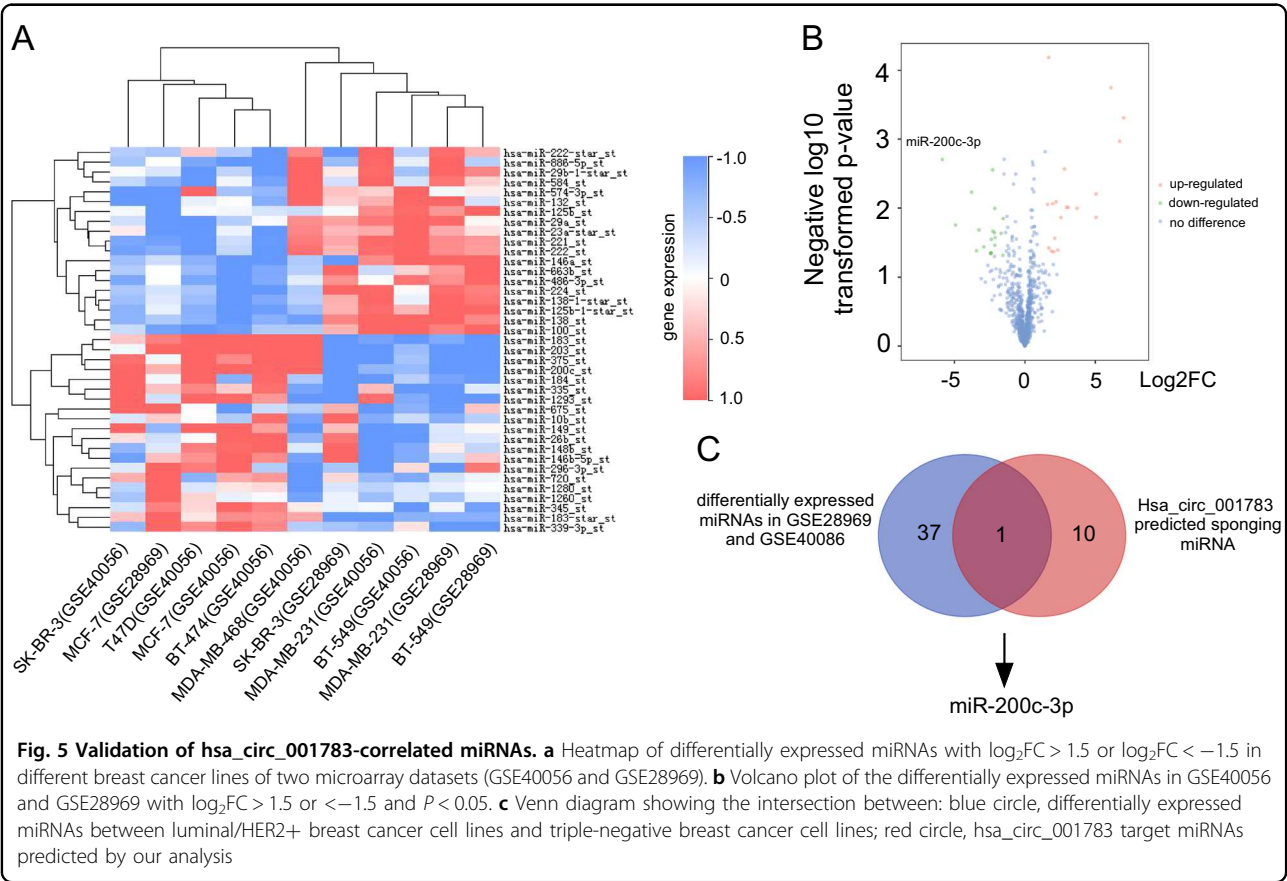 A
hsa-miR-222-star_st
hsa-miR-886-5p_st
hsa-miR-29b-1-star_st
hsa-miR-584_st
hsa-miR-574-3p_st
hsa-miR-132_st
hsa-miR-125b_st
hsa-miR-29a_st
hsa-miR-23a-star_st
hsa-miR-221_st
hsa-miR-222_st
hsa-miR-146a_st
hsa-miR-663b_st
hsa-miR-486-3p_st
hsa-miR-224_st
hsa-miR-138-1-star_st
hsa-miR-125b-1-star_st
hsa-miR-138_st
hsa-miR-100_st
hsa-miR-183_st
hsa-miR-203_st
hsa-miR-375_st
hsa-miR-200c_st
hsa-miR-184_st
hsa-miR-335_st
hsa-miR-1293_st
hsa-miR-675_st
hsa-miR-10b_st
hsa-miR-149_st
hsa-miR-26b_st
hsa-miR-148b_st
hsa-miR-146b-5p_st
hsa-miR-296-3p_st
hsa-miR-720_st
hsa-miR-1280_st
hsa-miR-1260_st
hsa-miR-345_st
hsa-miR-183-star_st
hsa-miR-339-3p_st
SK-BR-3(GSE40056)
MCF-7(GSE28969)
T47D(GSE40056)
MCF-7(GSE40056)
BT-474(GSE40056)
MDA-MB-468(GSE40056)
SK-BR-3(GSE28969)
MDA-MB-231(GSE40056)
BT-549(GSE40056)
MDA-MB-231(GSE28969)
BT-549(GSE28969)
gene expression
-1.0
-0.5
0
0.5
1.0
B
Negative log10
transformed p-value
4
3
2
1
0
miR-200c-3p
-5
0
5
Log2FC
up-regulated
down-regulated
no difference
C
differentially expressed
miRNAs in GSE28969
and GSE40086
37
1
10
Hsa_circ_001783
predicted sponging
miRNA
miR-200c-3p
Fig. 5 Validation of hsa_circ_001783-correlated miRNAs. a Heatmap of differentially expressed miRNAs with log₂FC > 1.5 or log₂FC < −1.5 in
different breast cancer lines of two microarray datasets (GSE40056 and GSE28969). b Volcano plot of the differentially expressed miRNAs in GSE40056
and GSE28969 with log₂FC > 1.5 or <−1.5 and P < 0.05. c Venn diagram showing the intersection between: blue circle, differentially expressed
miRNAs between luminal/HER2+ breast cancer cell lines and triple-negative breast cancer cell lines; red circle, hsa_circ_001783 target miRNAs
predicted by our analysis